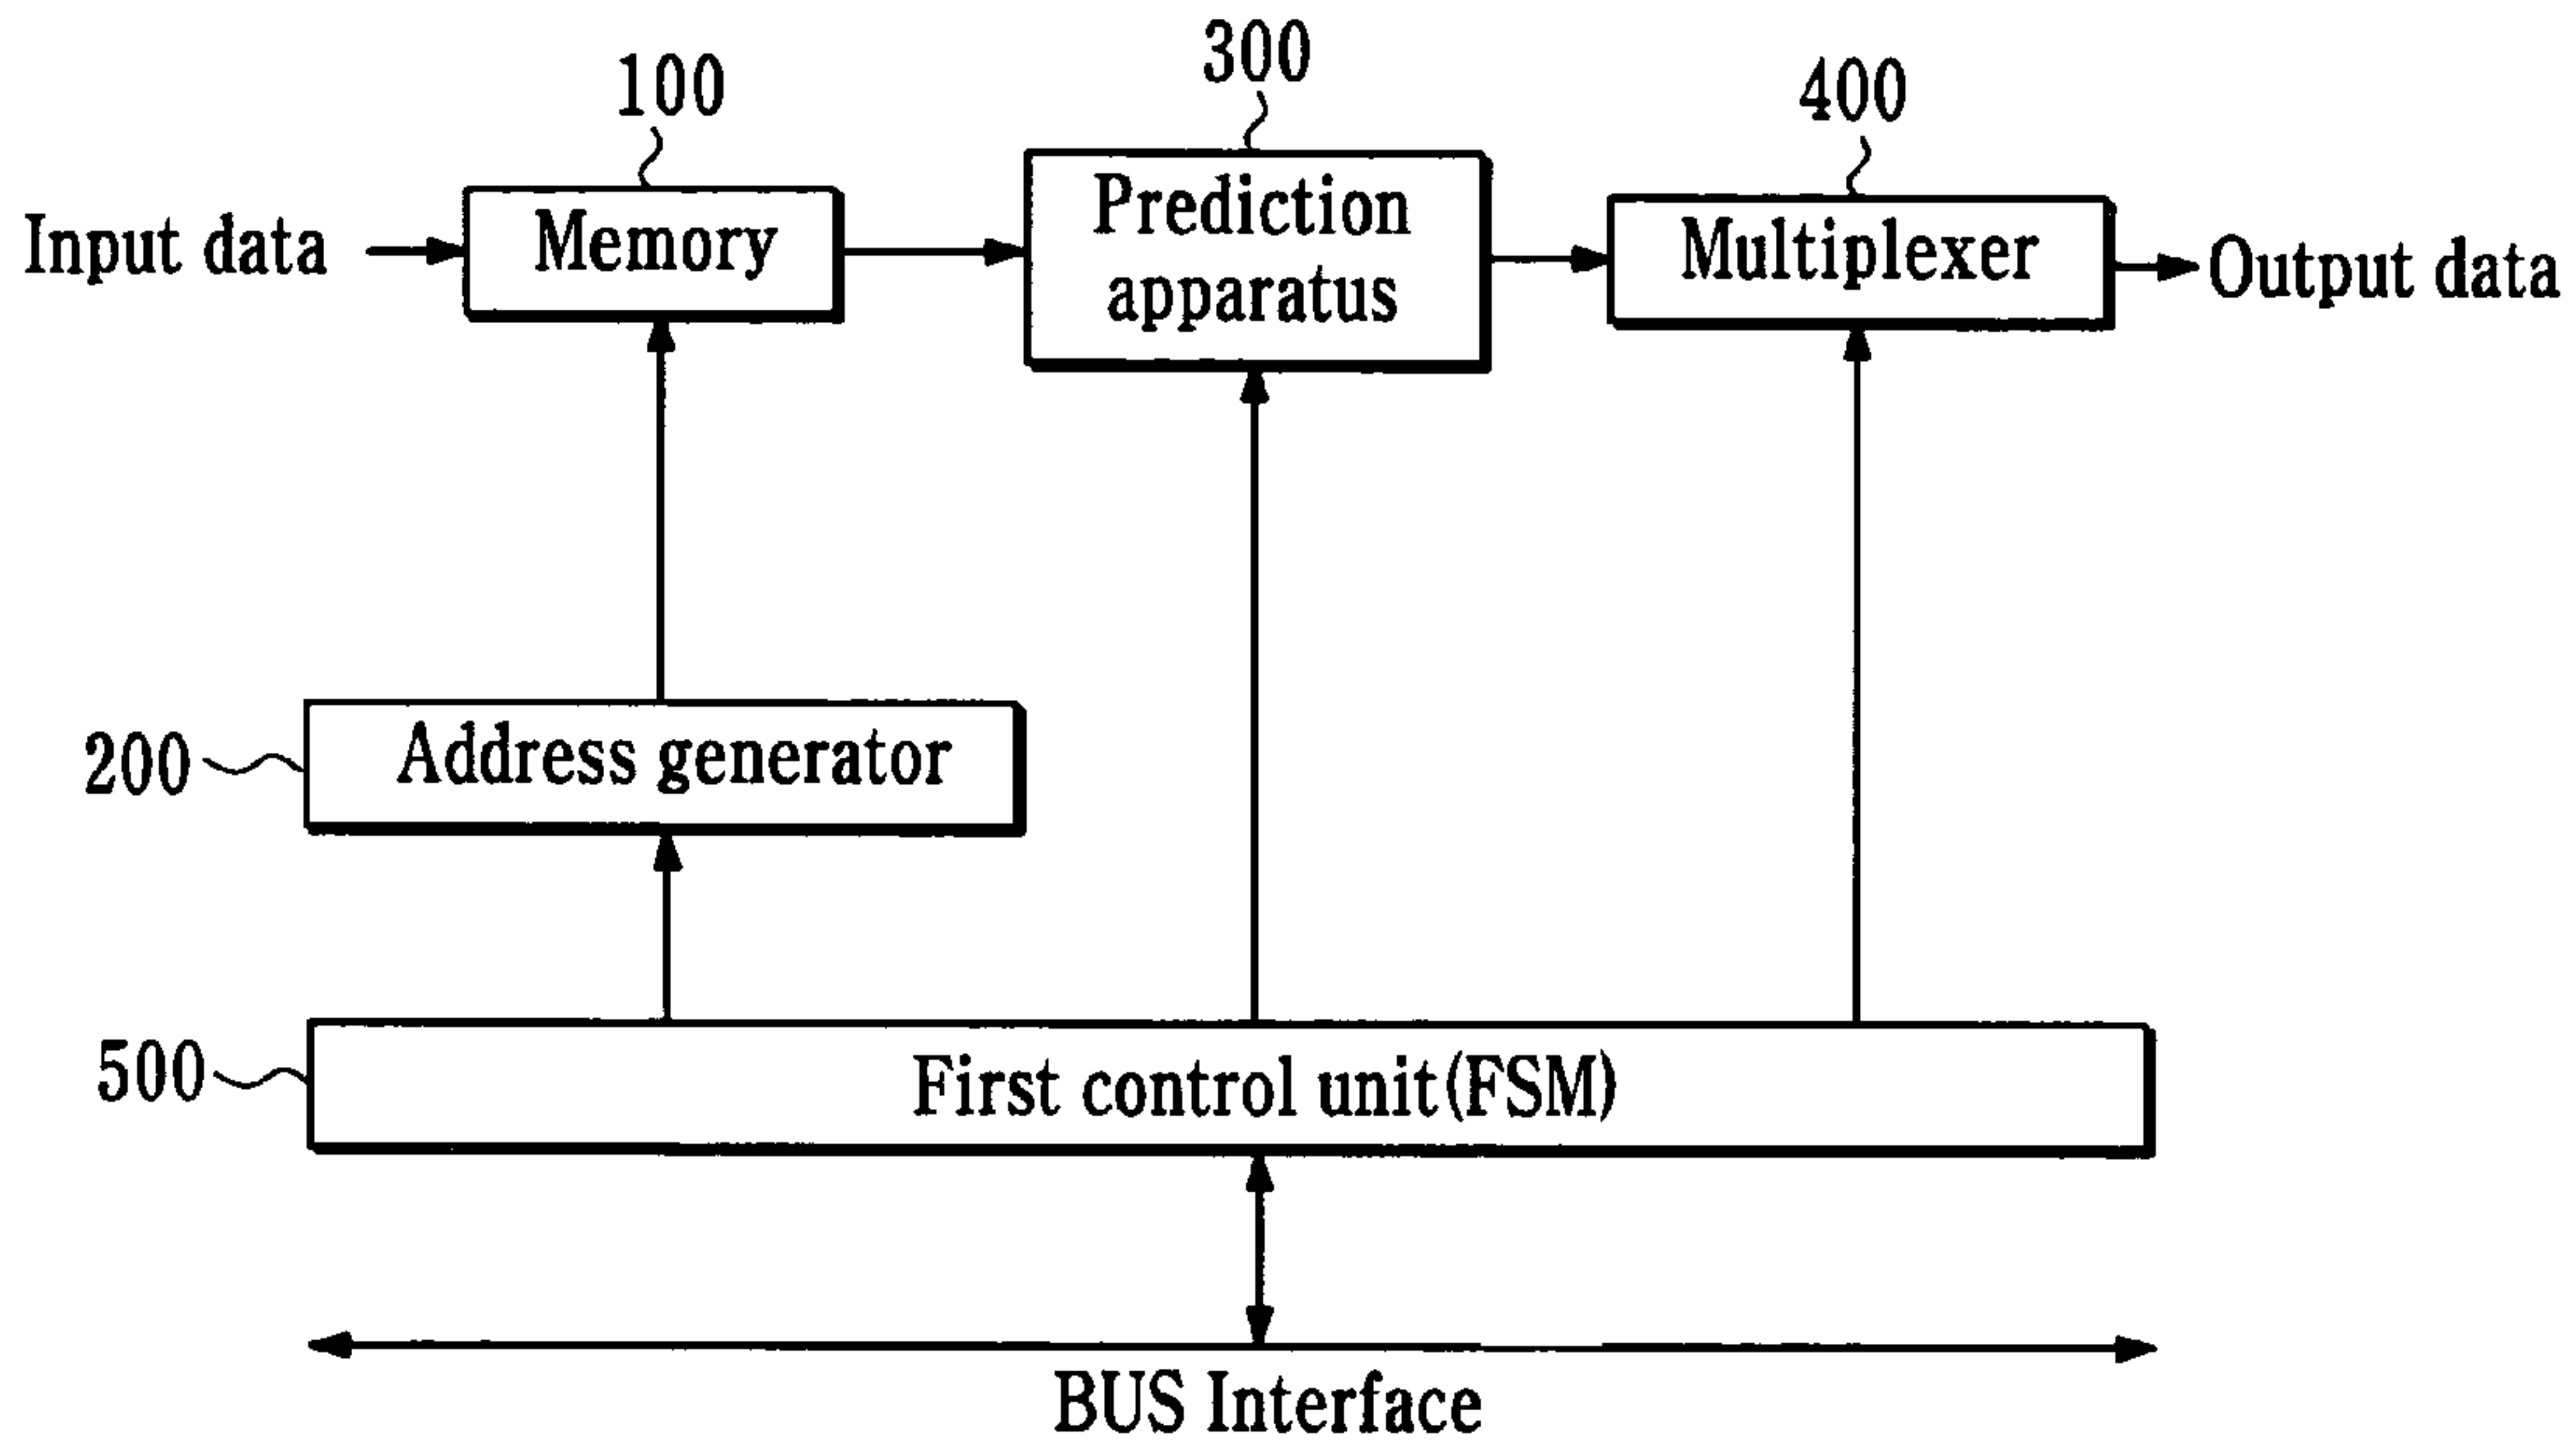 300
100
400
Input data
Memory
Prediction
apparatus
Multiplexer
Output data
200
Address generator
500
First control unit(FSM)
BUS Interface